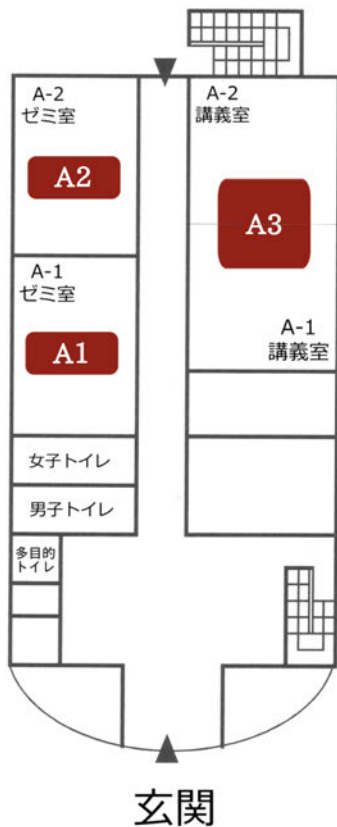 A-2
ゼミ室
A2
A-2
講義室
A3
A-1
講義室
A-1
ゼミ室
A1
女子トイレ
男子トイレ
多目的
トイレ
玄関